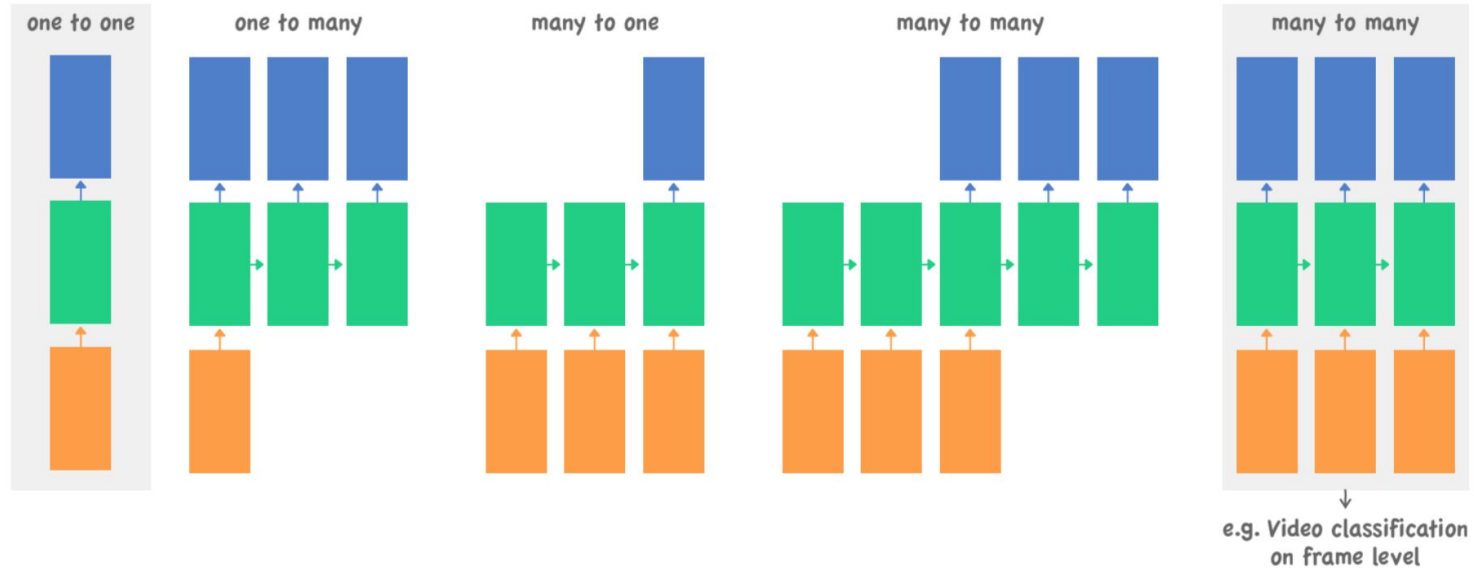 one to one
one to many
many to one
many to many
many to many
e.g. Video classification
on frame level